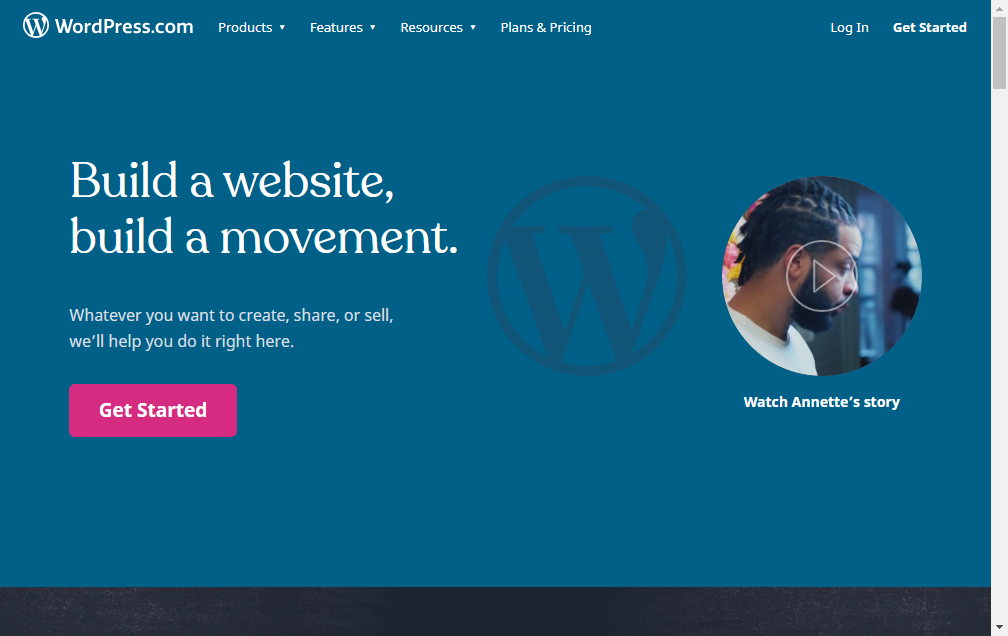 WordPress.com Products ▾ Features ▾ Resources ▾ Plans & Pricing Log In Get Started
Build a website,
build a movement.
Whatever you want to create, share, or sell,
we’ll help you do it right here.
Get Started
Watch Annette’s story